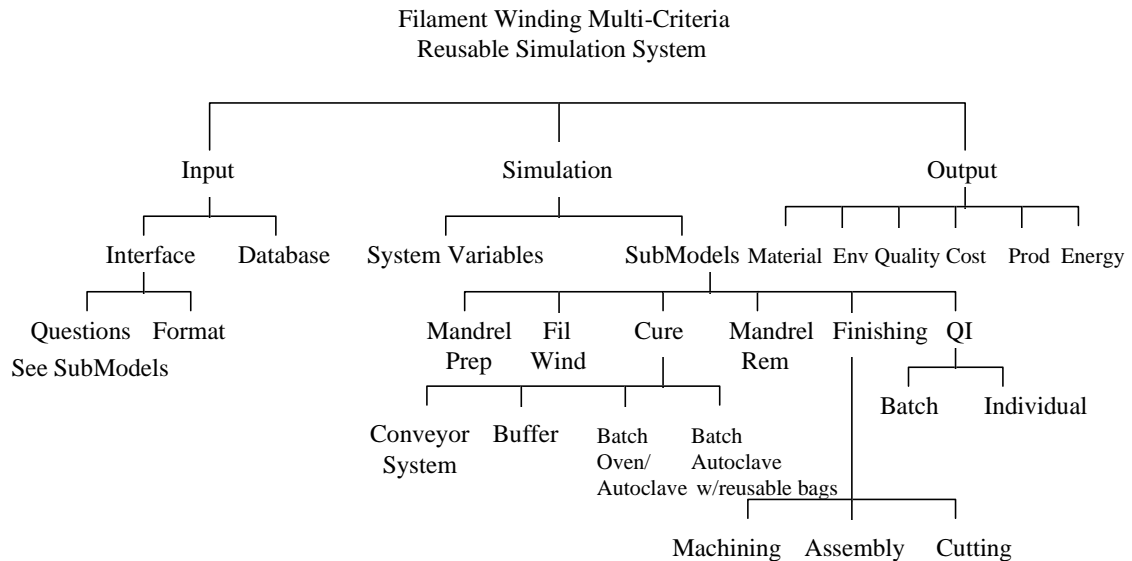 Filament Winding Multi-Criteria
Reusable Simulation System
Input Simulation Output
Interface Database System Variables SubModels Material Env Quality Cost Prod Energy
Questions Format Mandrel Fil Cure Mandrel Finishing QI
See SubModels Prep Wind Rem
Batch Individual
Conveyor Buffer Batch Batch
System Oven/ Autoclave
Autoclave w/reusable bags
Machining Assembly Cutting